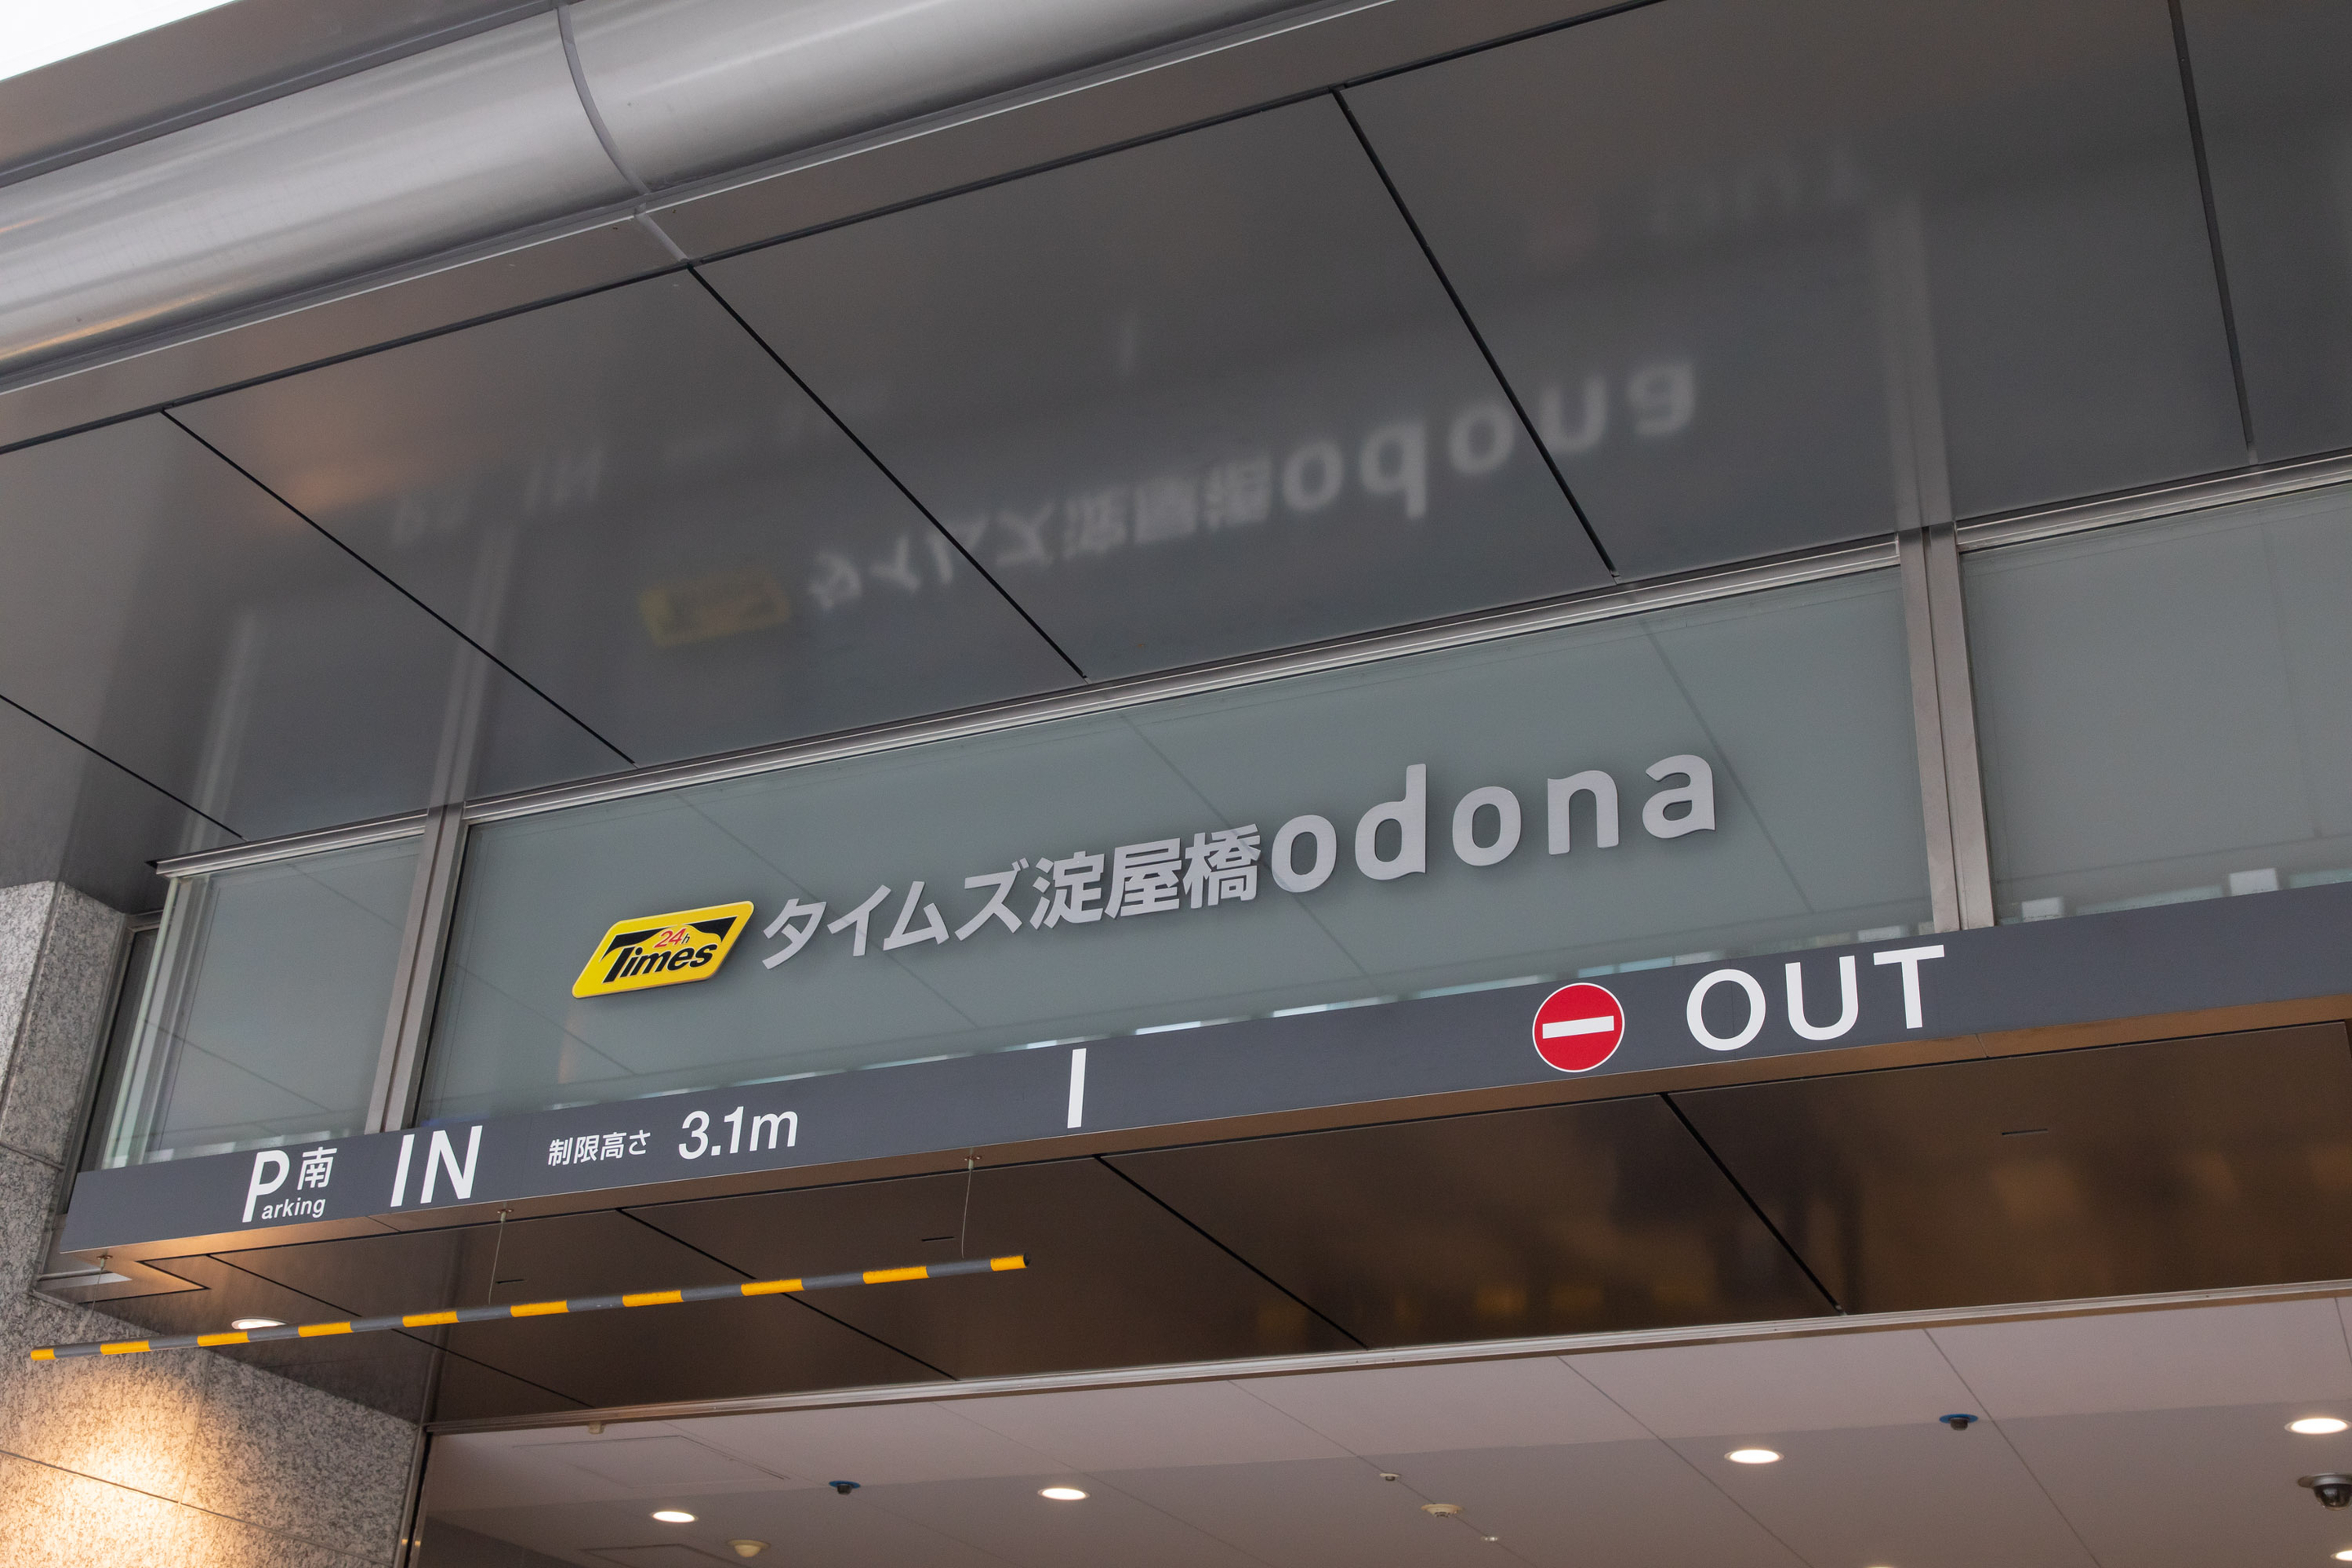 24h
Times
タイムズ淀屋橋odona
P南
arking
IN
制限高さ 3.1m
OUT